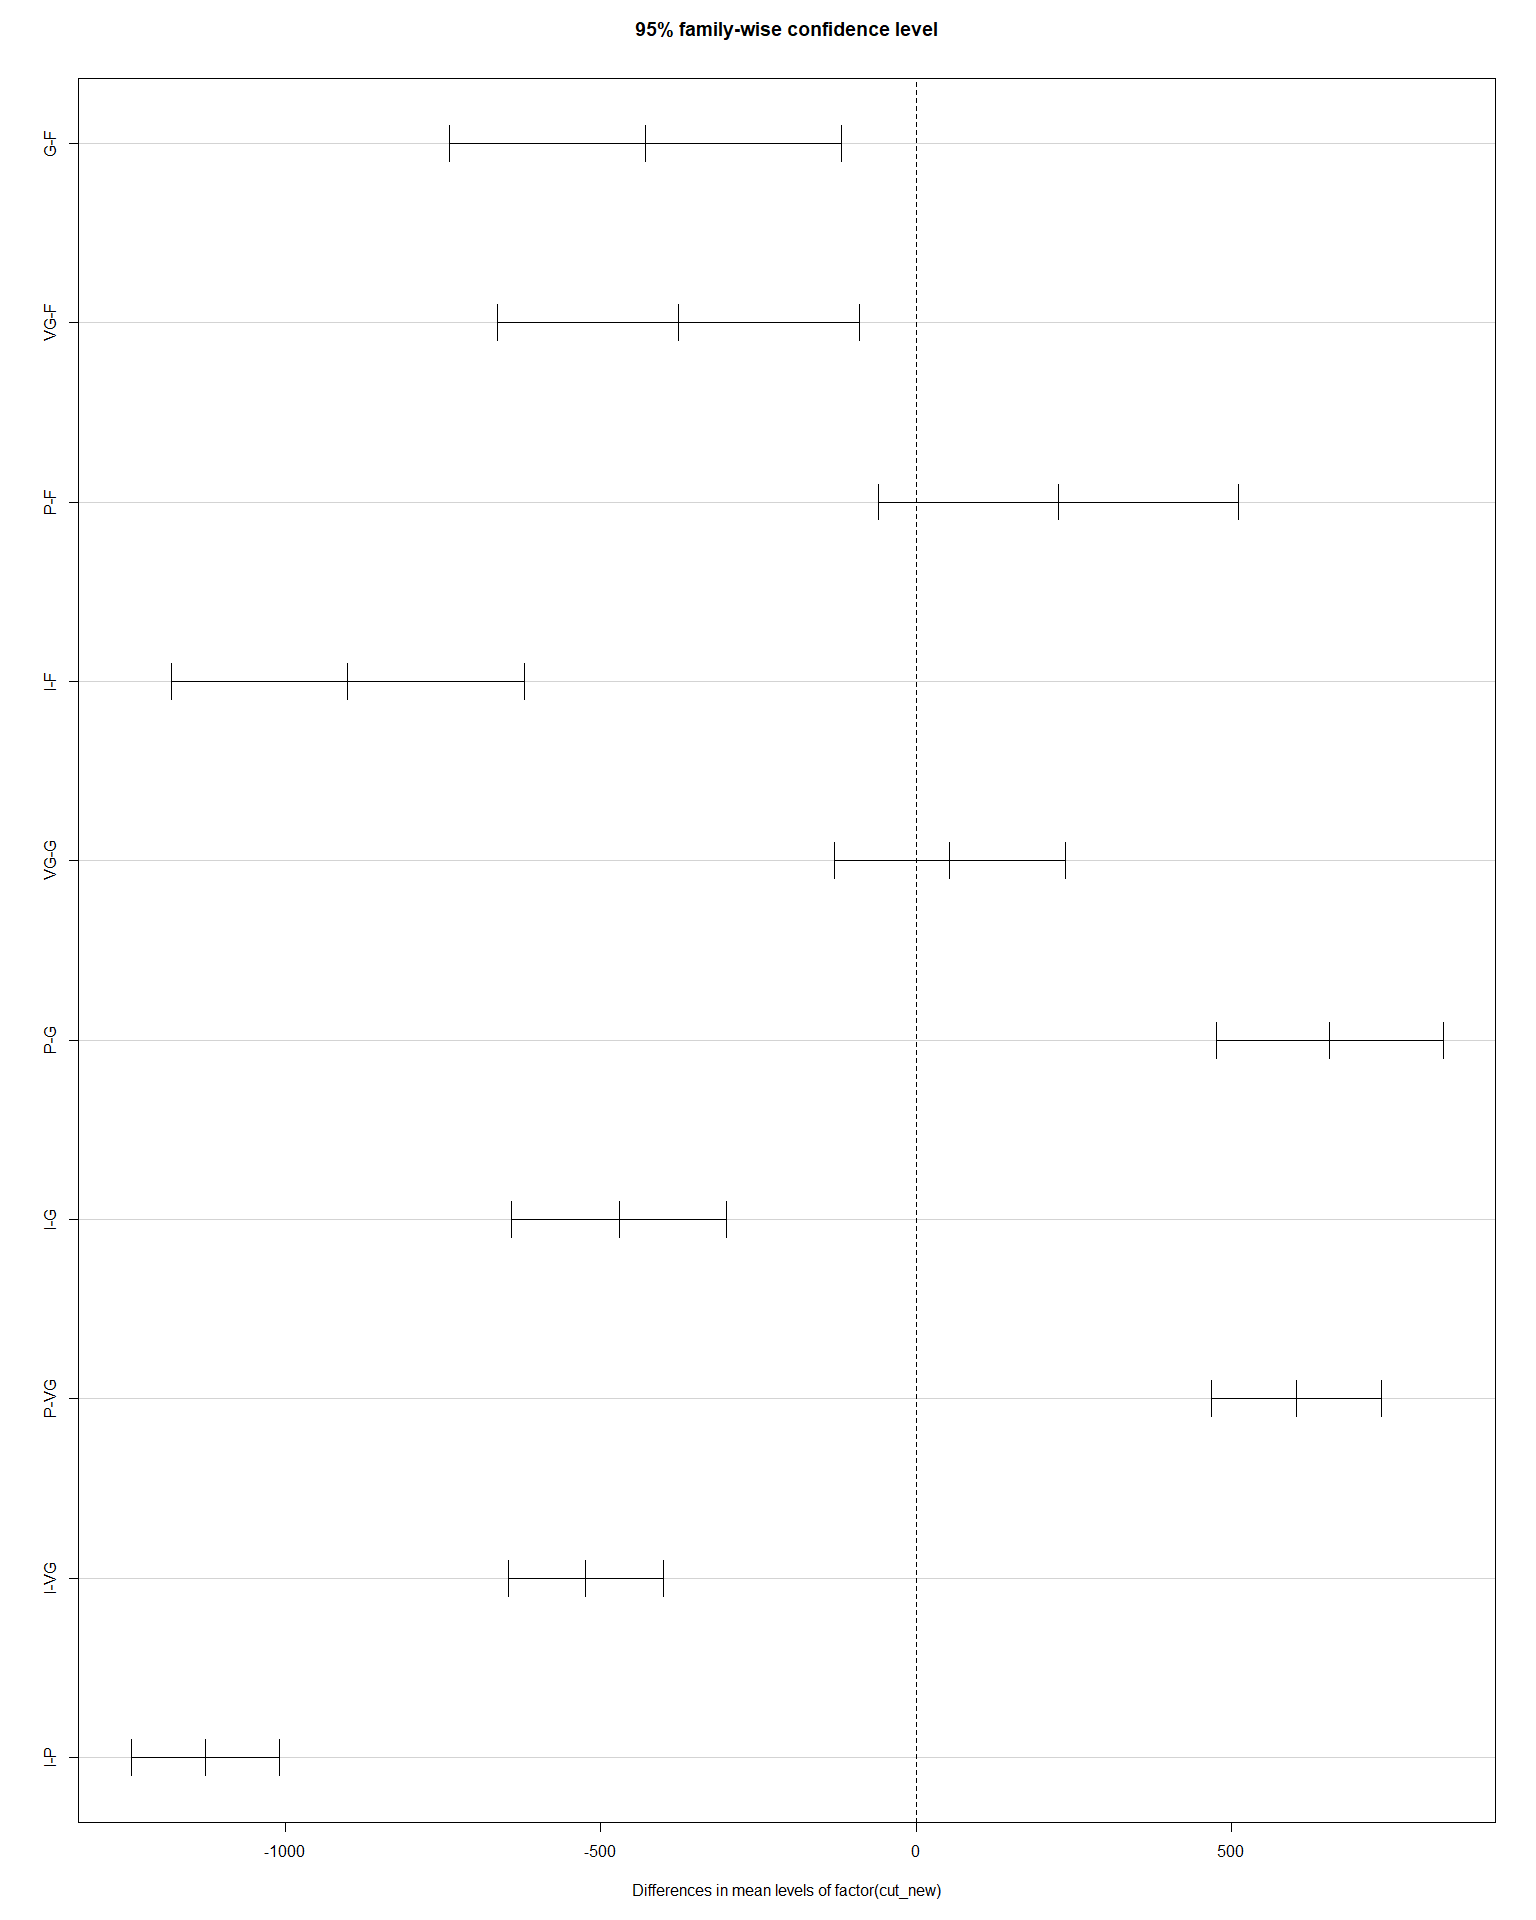 95% family-wise confidence level
G-F
VG-F
P-F
I-F
VG-G
P-G
I-G
P-VG
I-VG
I-P
-1000 -500 0 500
Differences in mean levels of factor(cut_new)